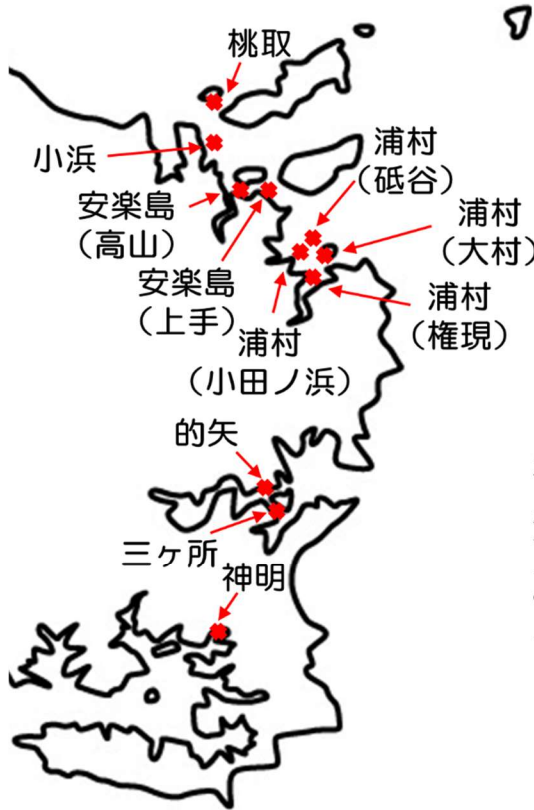 桃取
小浜
浦村
（砥谷）
安楽島
（高山）
浦村
（大村）
安楽島
（上手）
浦村
（権現）
浦村
（小田ノ浜）
的矢
三ヶ所
神明